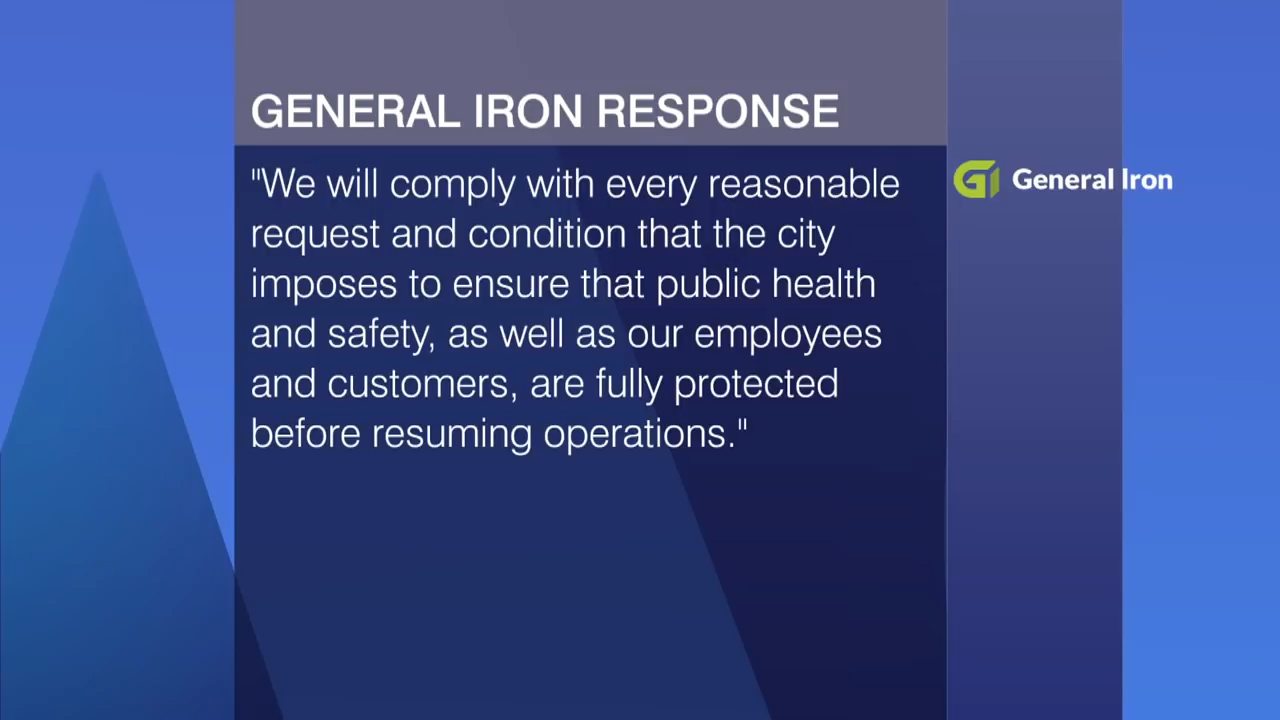 GENERAL IRON RESPONSE
"We will comply with every reasonable
request and condition that the city
imposes to ensure that public health
and safety, as well as our employees
and customers, are fully protected
before resuming operations."
GI General Iron